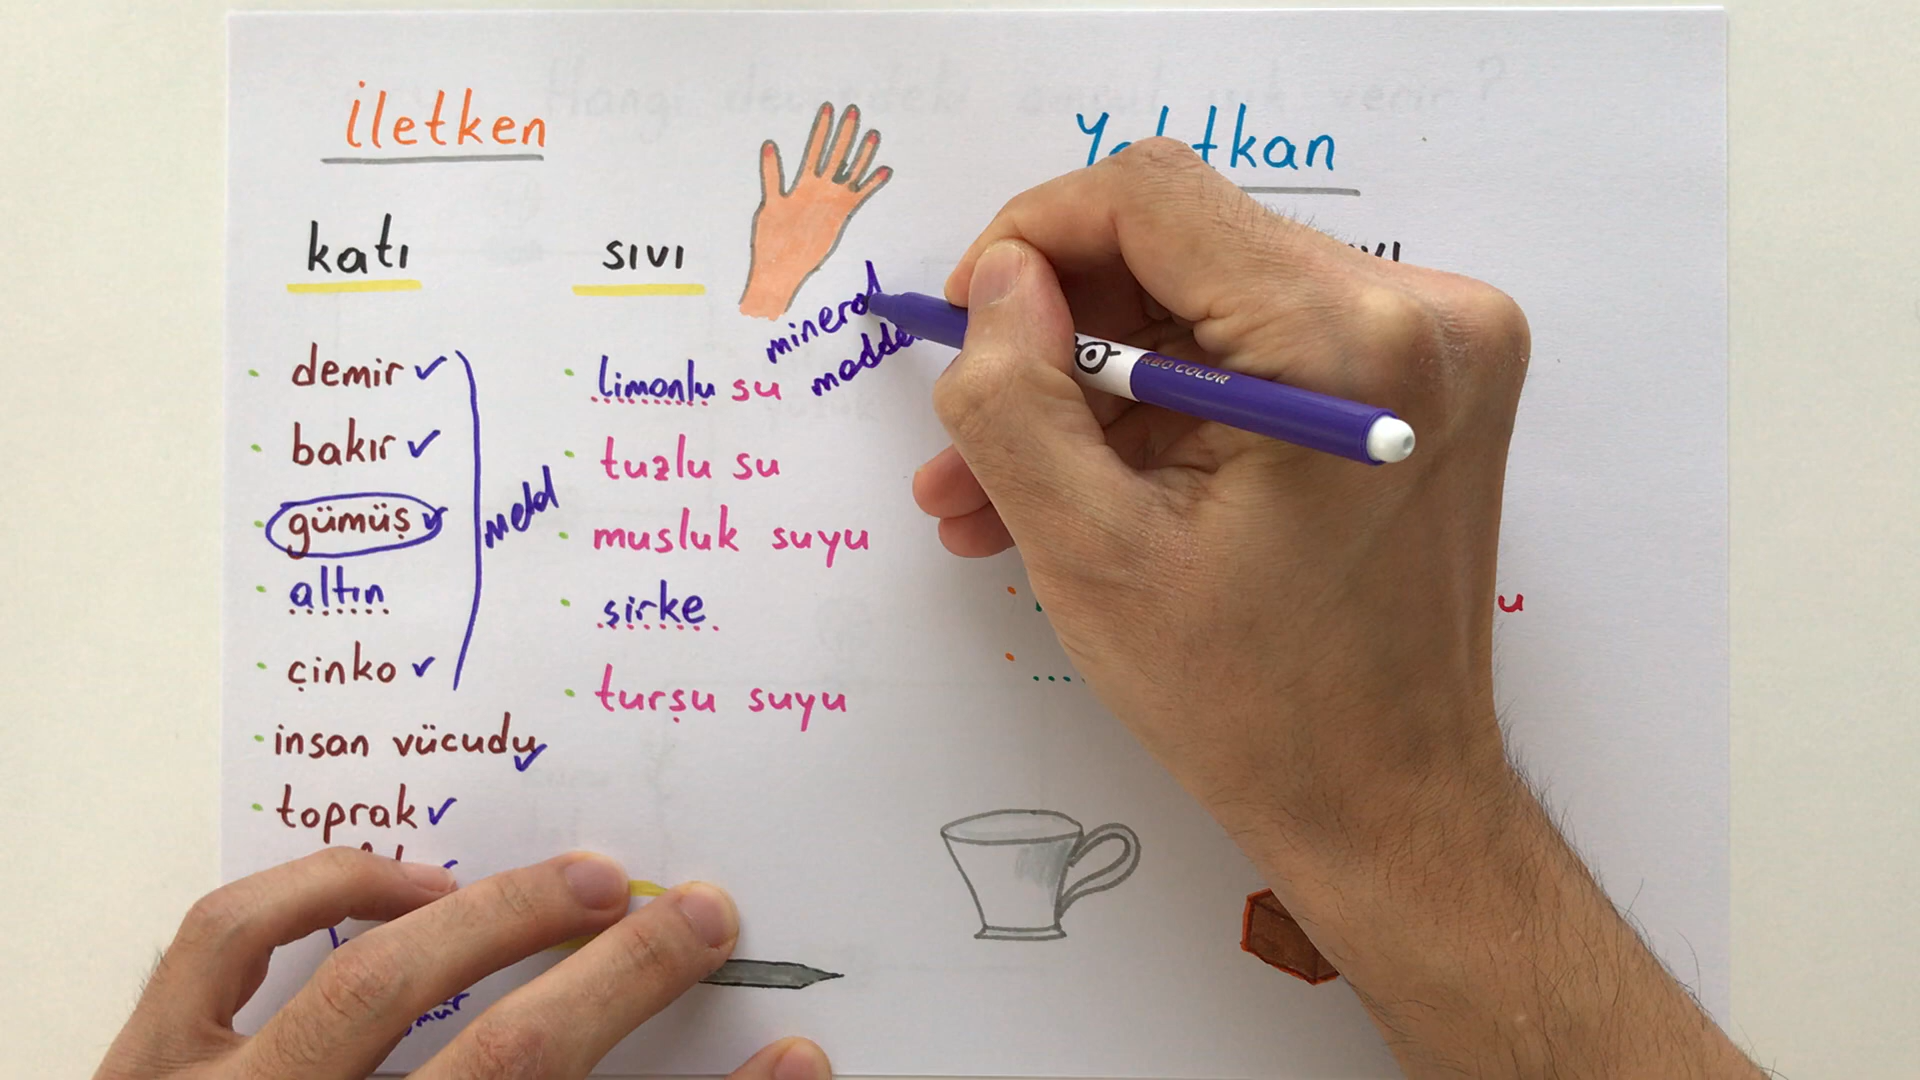 iletken
katı
demir
bakır
gümüş
altın
çinko
metal
insan vücudu
toprak
sıvı
limonlu su
tuzlu su
musluk suyu
sirke
turşu suyu
mineral
madde